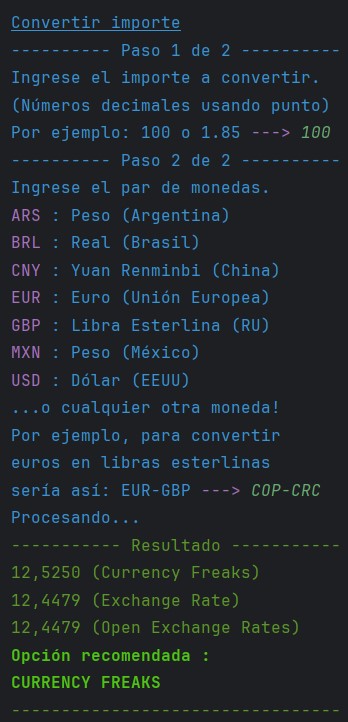 Convertir importe
---------- Paso 1 de 2 ----------
Ingrese el importe a convertir.
(Números decimales usando punto)
Por ejemplo: 100 o 1.85 ---> 100
---------- Paso 2 de 2 ----------
Ingrese el par de monedas.
ARS : Peso (Argentina)
BRL : Real (Brasil)
CNY : Yuan Renminbi (China)
EUR : Euro (Unión Europea)
GBP : Libra Esterlina (RU)
MXN : Peso (México)
USD : Dólar (EEUU)
...o cualquier otra moneda!
Por ejemplo, para convertir
euros en libras esterlinas
sería así: EUR-GBP ---> COP-CRC
Procesando...
----------- Resultado -----------
12,5250 (Currency Freaks)
12,4479 (Exchange Rate)
12,4479 (Open Exchange Rates)
Opción recomendada :
CURRENCY FREAKS
---------------------------------